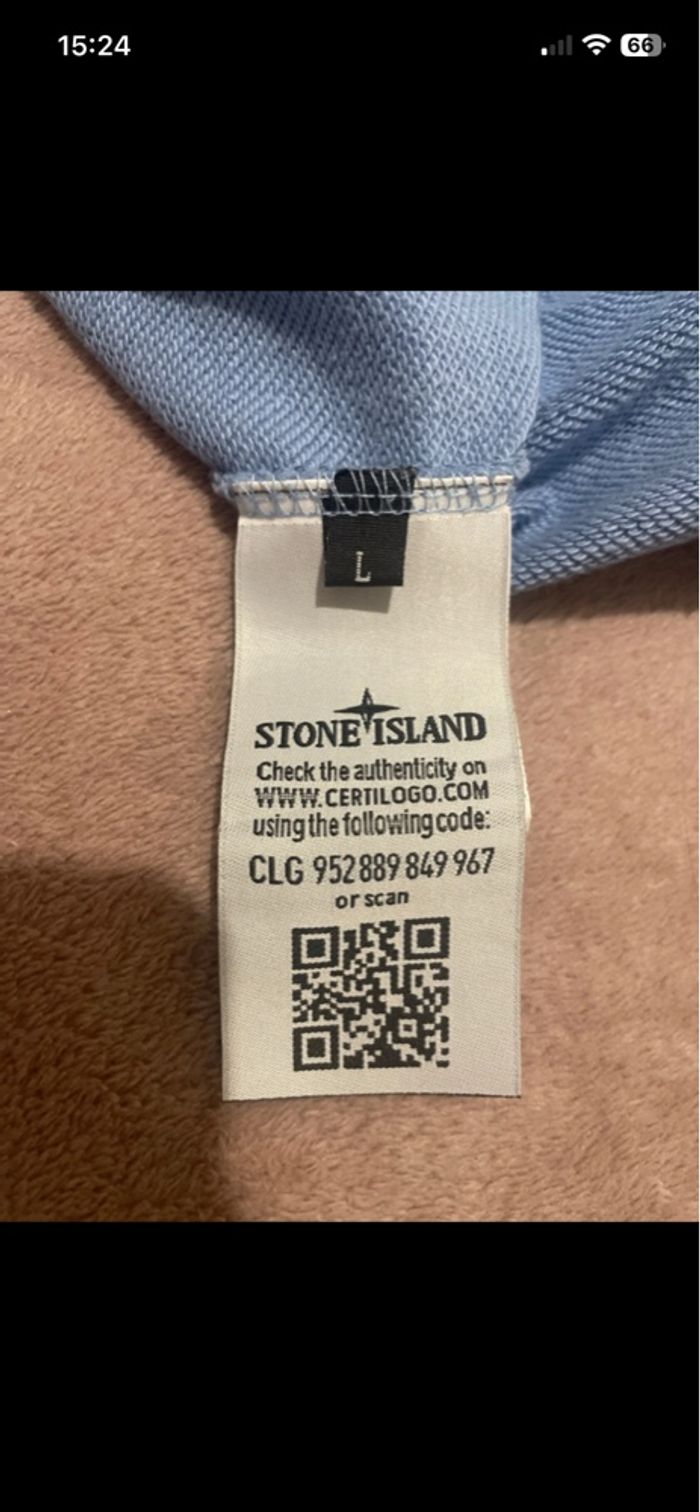 15:24
66
L
STONE ISLAND
Check the authenticity on
WWW.CERTILOGO.COM
using the following code:
CLG 952 889 849 967
or scan